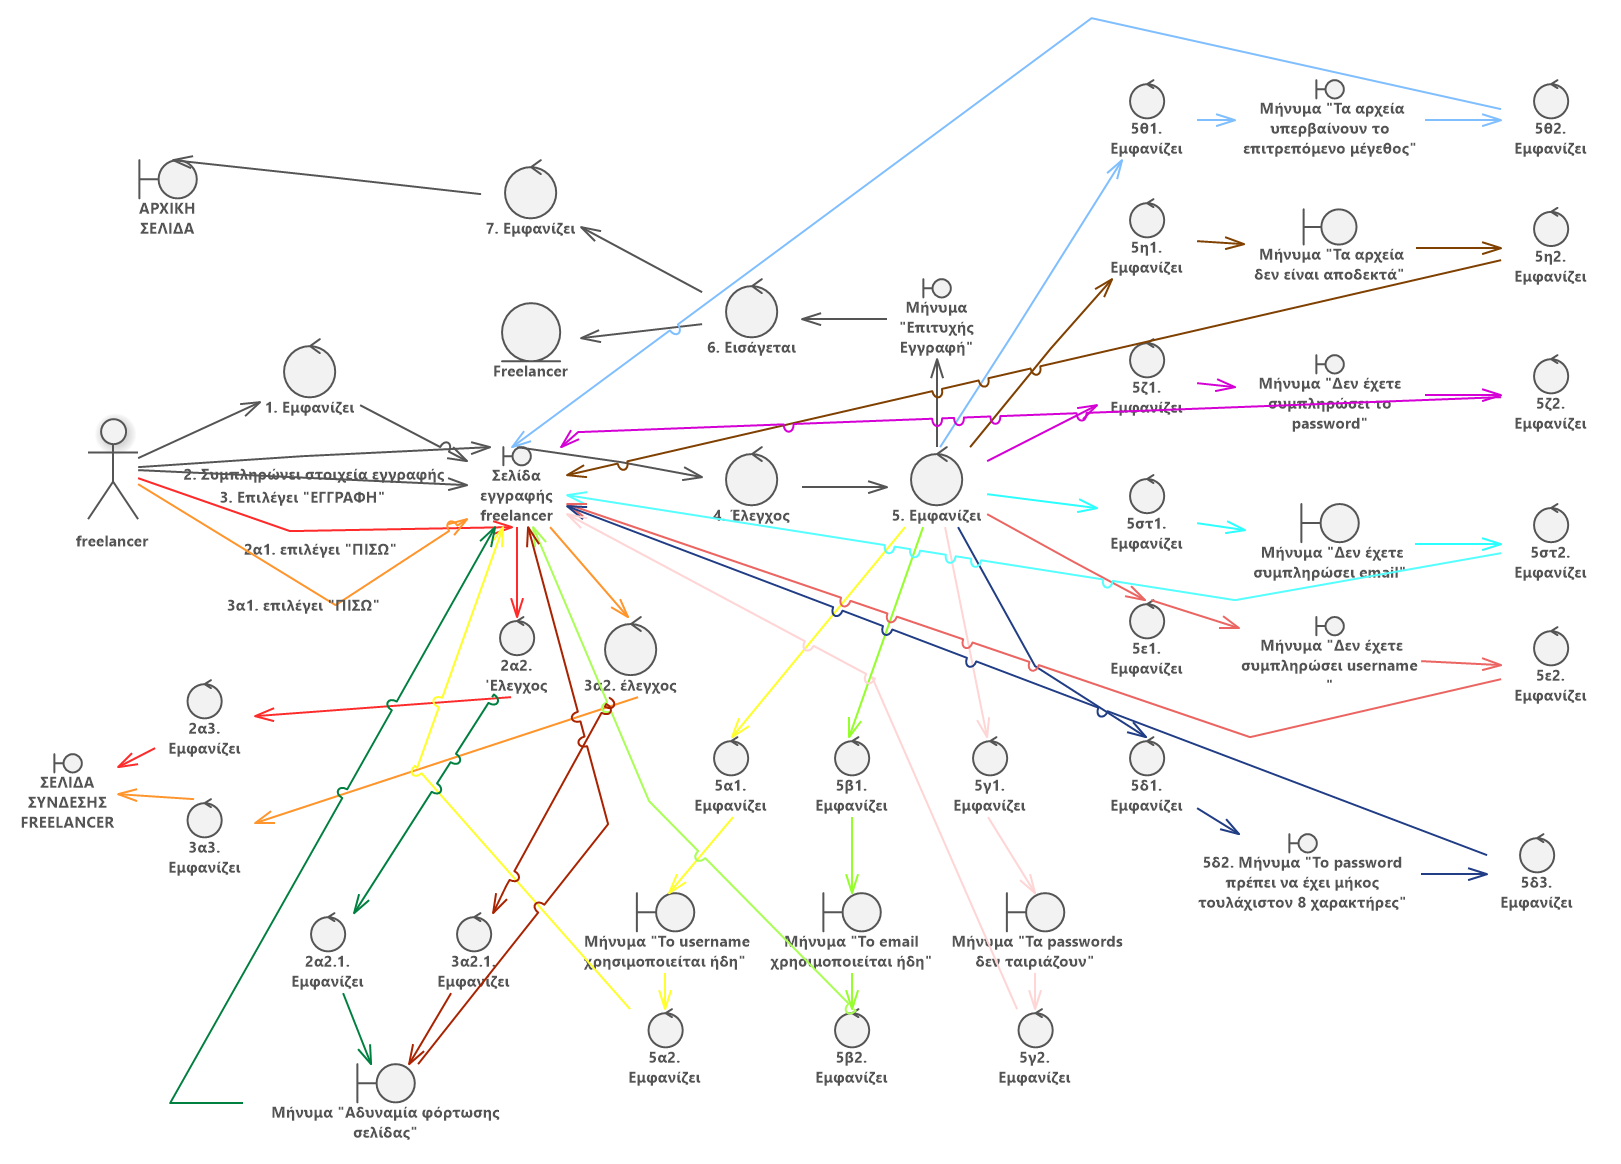 5θ1.
Εμφανίζει
Μήνυμα "Τα αρχεία
υπερβαίνουν το
επιτρεπόμενο μέγεθος"
5θ2.
Εμφανίζει
ΑΡΧΙΚΗ
ΣΕΛΙΔΑ
7. Εμφανίζει
5η1.
Εμφανίζει
Μήνυμα "Τα αρχεία
δεν είναι αποδεκτά"
5η2.
Εμφανίζει
Freelancer
6. Εισάγεται
Μήνυμα
"Επιτυχής
Εγγραφή"
1. Εμφανίζει
5ζ1.
Εμφανίζει
Μήνυμα "Δεν έχετε
συμπληρώσει το
password"
5ζ2.
Εμφανίζει
freelancer
2. Συμπληρώνει στοιχεία εγγραφής
3. Επιλέγει "ΕΓΓΡΑΦΗ"
2α1. επιλέγει "ΠΙΣΩ"
3α1. επιλέγει "ΠΙΣΩ"
Σελίδα
εγγραφής
freelancer
4. Έλεγχος
5. Εμφανίζει
5στ1.
Εμφανίζει
Μήνυμα "Δεν έχετε
συμπληρώσει email"
5στ2.
Εμφανίζει
5ε1.
Εμφανίζει
Μήνυμα "Δεν έχετε
συμπληρώσει username
"
5ε2.
Εμφανίζει
2α2.
Έλεγχος
3α2. έλεγχος
2α3.
Εμφανίζει
ΣΕΛΙΔΑ
ΣΥΝΔΕΣΗΣ
FREELANCER
3α3.
Εμφανίζει
5α1.
Εμφανίζει
5β1.
Εμφανίζει
5γ1.
Εμφανίζει
5δ1.
Εμφανίζει
5δ2. Μήνυμα "Το password
πρέπει να έχει μήκος
τουλάχιστον 8 χαρακτήρες"
5δ3.
Εμφανίζει
2α2.1.
Εμφανίζει
3α2.1.
Εμφανίζει
Μήνυμα "Το username
χρησιμοποιείται ήδη"
Μήνυμα "Το email
χρησιμοποιείται ήδη"
Μήνυμα "Τα passwords
δεν ταιριάζουν"
5α2.
Εμφανίζει
5β2.
Εμφανίζει
5γ2.
Εμφανίζει
Μήνυμα "Αδυναμία φόρτωσης
σελίδας"